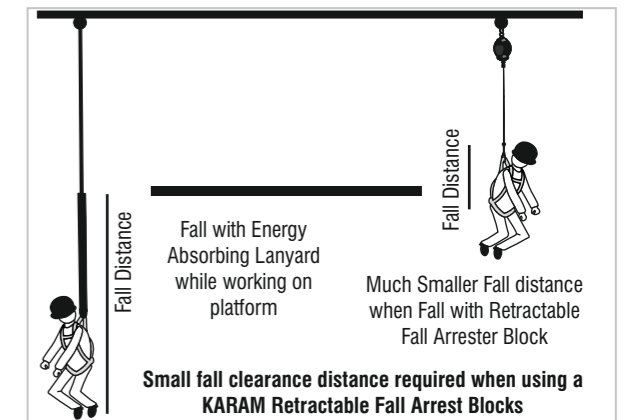 Fall Distance
Fall with Energy
Absorbing Lanyard
while working on
platform
Fall Distance
Much Smaller Fall distance
when Fall with Retractable
Fall Arrester Block
Small fall clearance distance required when using a
KARAM Retractable Fall Arrest Blocks